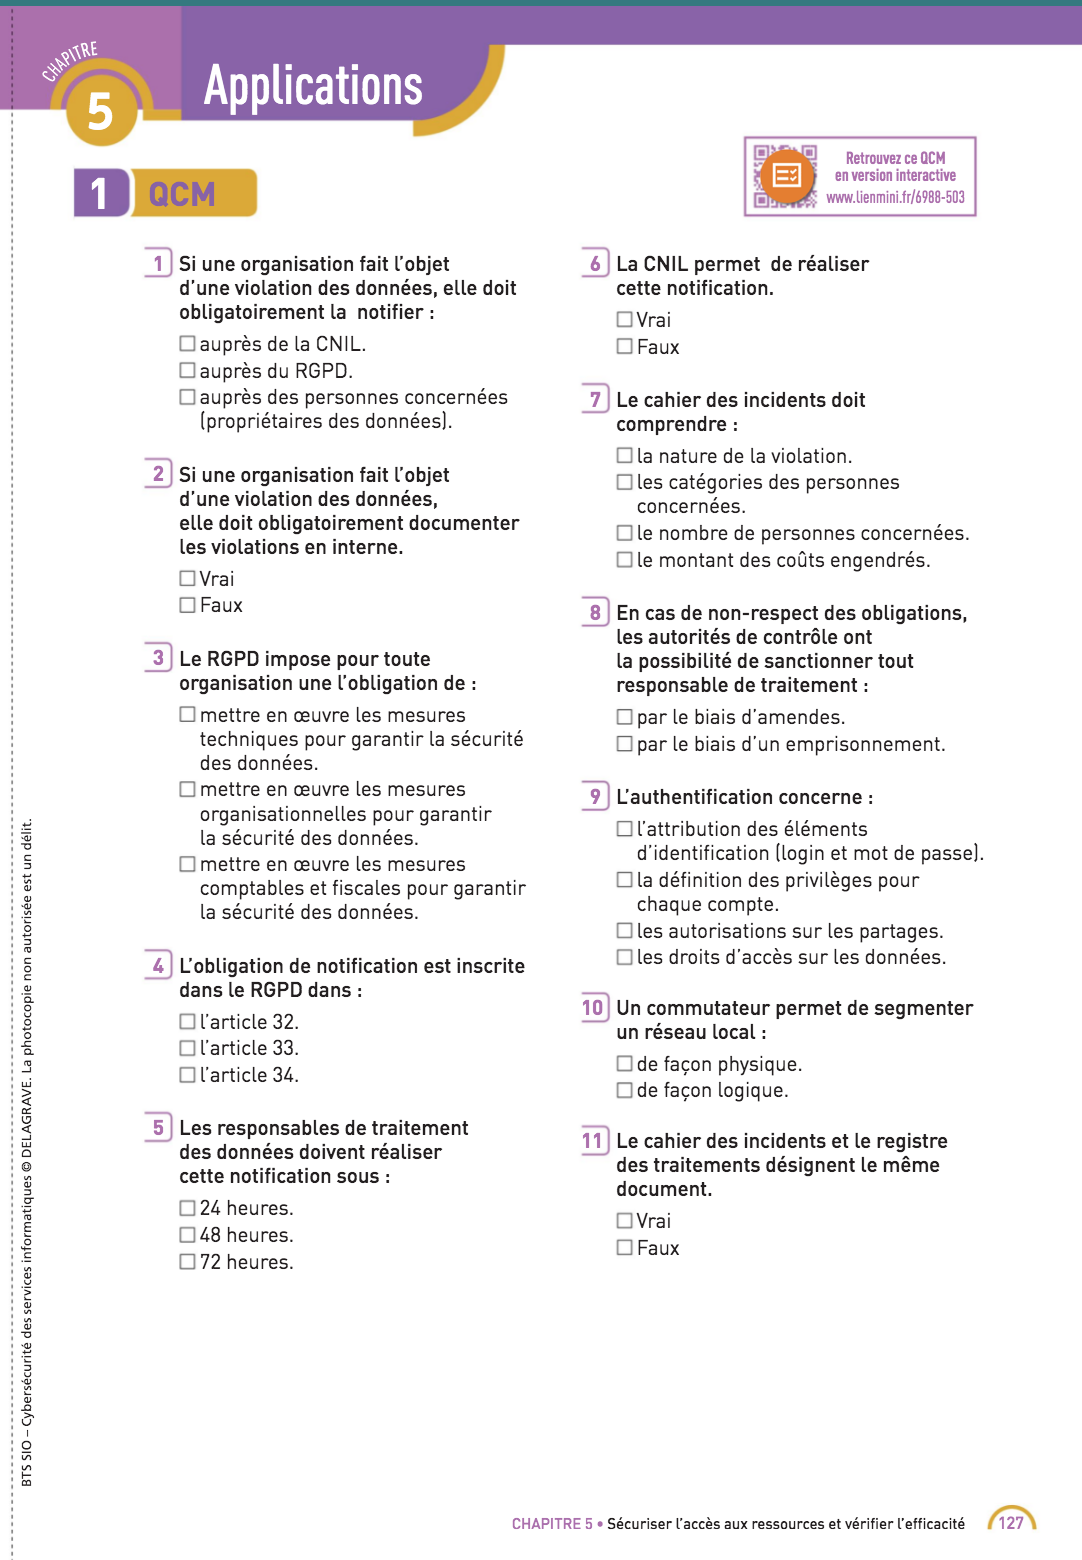 CHAPITRE
5
Applications
1 QCM
Retrouvez ce QCM
en version interactive
www.lienmini.fr/6988-503
1 Si une organisation fait l'objet
d'une violation des données, elle doit
obligatoirement la notifier :
auprès de la CNIL.
auprès du RGPD.
auprès des personnes concernées
(propriétaires des données).
2 Si une organisation fait l'objet
d'une violation des données,
elle doit obligatoirement documenter
les violations en interne.
Vrai
Faux
3 Le RGPD impose pour toute
organisation une l'obligation de :
mettre en œuvre les mesures
techniques pour garantir la sécurité
des données.
mettre en œuvre les mesures
organisationnelles pour garantir
la sécurité des données.
mettre en œuvre les mesures
comptables et fiscales pour garantir
la sécurité des données.
4 L'obligation de notification est inscrite
dans le RGPD dans :
l'article 32.
l'article 33.
l'article 34.
5 Les responsables de traitement
des données doivent réaliser
cette notification sous :
24 heures.
48 heures.
72 heures.
6 La CNIL permet de réaliser
cette notification.
Vrai
Faux
7 Le cahier des incidents doit
comprendre :
la nature de la violation.
les catégories des personnes
concernées.
le nombre de personnes concernées.
le montant des coûts engendrés.
8 En cas de non-respect des obligations,
les autorités de contrôle ont
la possibilité de sanctionner tout
responsable de traitement :
par le biais d'amendes.
par le biais d'un emprisonnement.
9 L'authentification concerne :
l'attribution des éléments
d'identification (login et mot de passe).
la définition des privilèges pour
chaque compte.
les autorisations sur les partages.
les droits d'accès sur les données.
10 Un commutateur permet de segmenter
un réseau local :
de façon physique.
de façon logique.
11 Le cahier des incidents et le registre
des traitements désignent le même
document.
Vrai
Faux
BTS SIO – Cybersécurité des services informatiques © DELAGRAVE. La photocopie non autorisée est un délit.
CHAPITRE 5 • Sécuriser l'accès aux ressources et vérifier l'efficacité 127